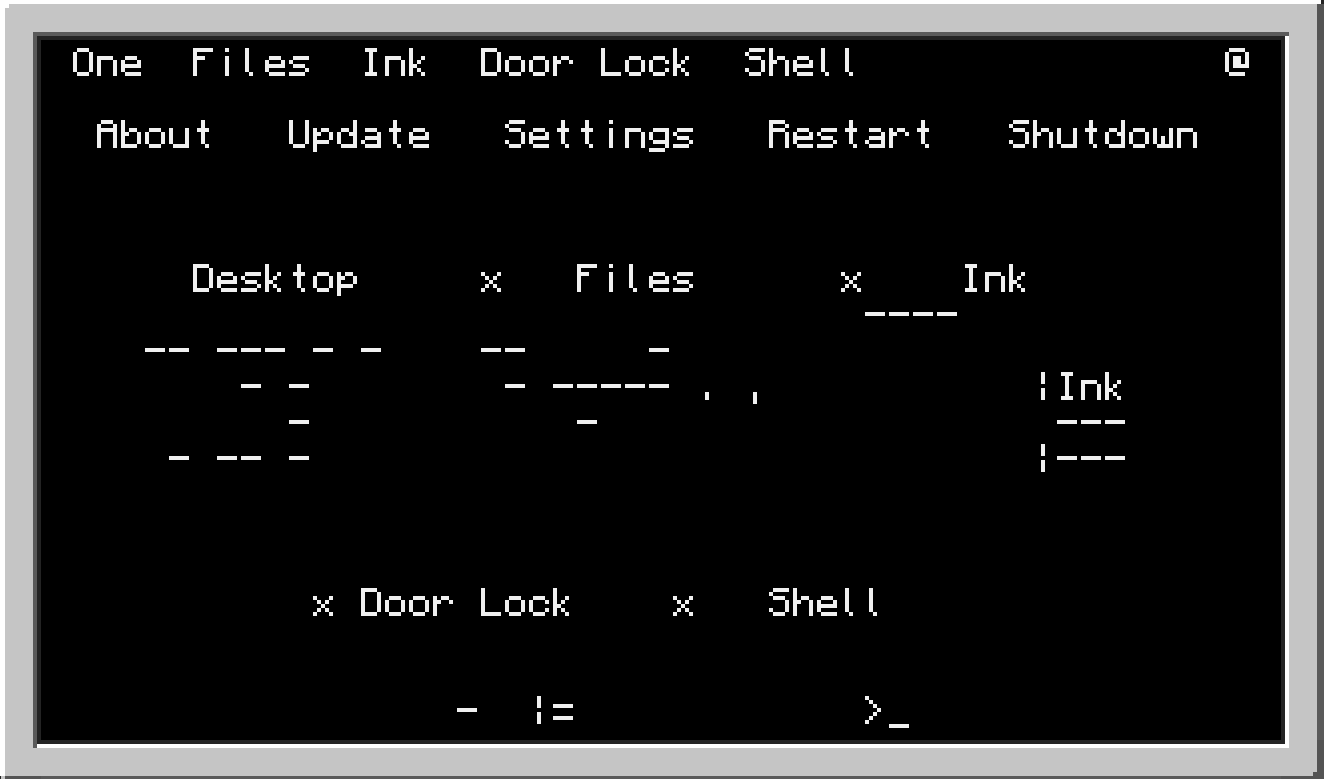 One Files Ink Door Lock Shell @
About Update Settings Restart Shutdown
Desktop x Files x Ink
----
-- --- - - -- -
- - - ----- . , ¦Ink
- - ---
- -- - ¦---
x Door Lock x Shell
- ¦= >_